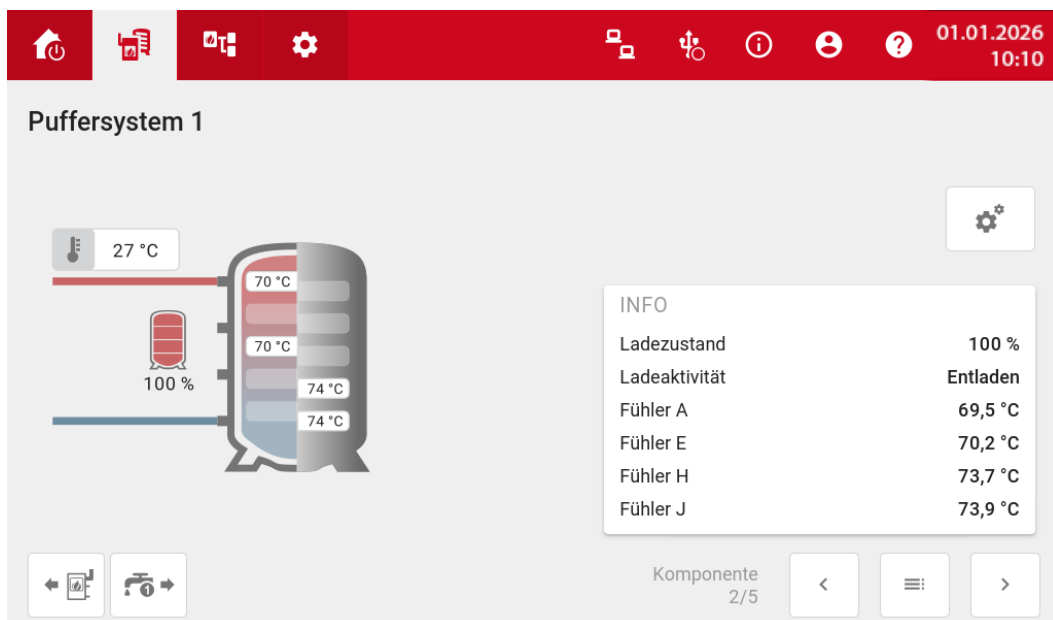 01.01.2026
10:10
Puffersystem 1
27 °C
70 °C
70 °C
100 %
74 °C
74 °C
INFO
Ladezustand 100 %
Ladeaktivität Entladen
Fühler A 69,5 °C
Fühler E 70,2 °C
Fühler H 73,7 °C
Fühler J 73,9 °C
1
Komponente
2/5